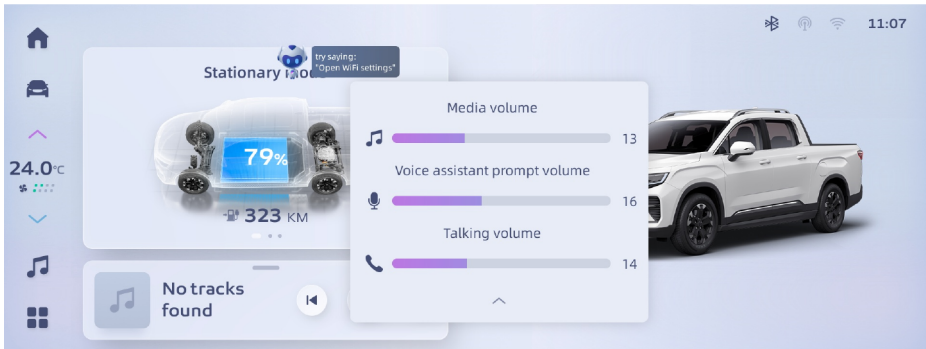 11:07
try saying:
"Open WiFi settings"
Stationary mode
Media volume
13
79%
24.0°C
Voice assistant prompt volume
16
323 KM
Talking volume
14
No tracks
found